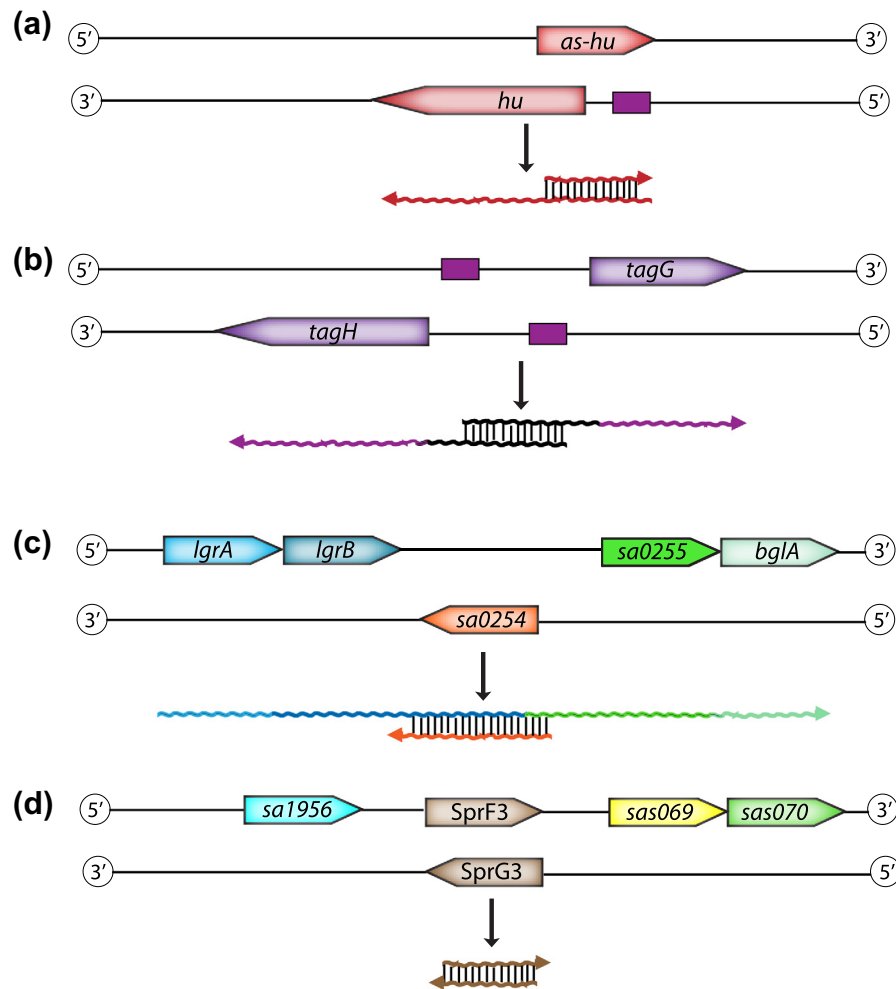 (a) 5′ as-hu 3′
3′ hu 5′
(b) 5′ tagG 3′
3′ tagH 5′
(c) 5′ lgrA lgrB sa0255 bglA 3′
3′ sa0254 5′
(d) 5′ sa1956 SprF3 sas069 sas070 3′
3′ SprG3 5′